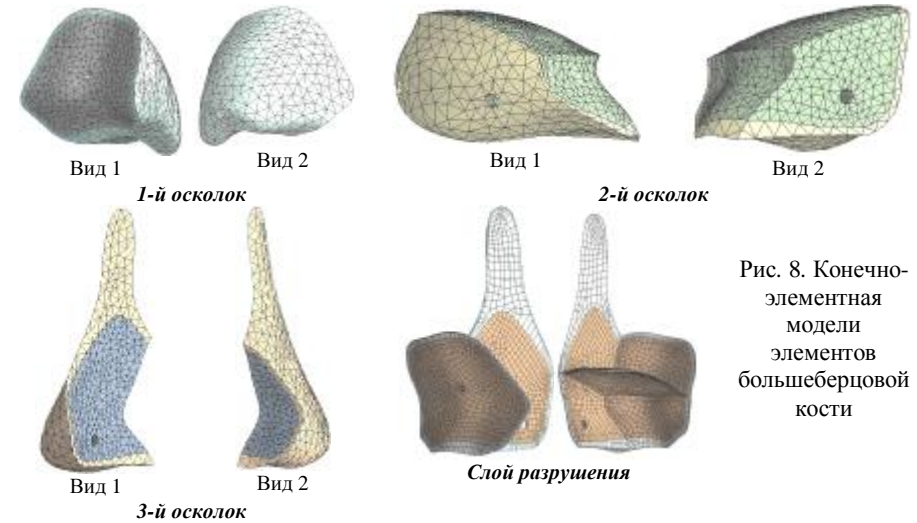 Вид 1
Вид 2
1-й осколок
Вид 1
Вид 2
2-й осколок
Вид 1
Вид 2
3-й осколок
Слой разрушения
Рис. 8. Конечно-
элементная
модели
элементов
большеберцовой
кости